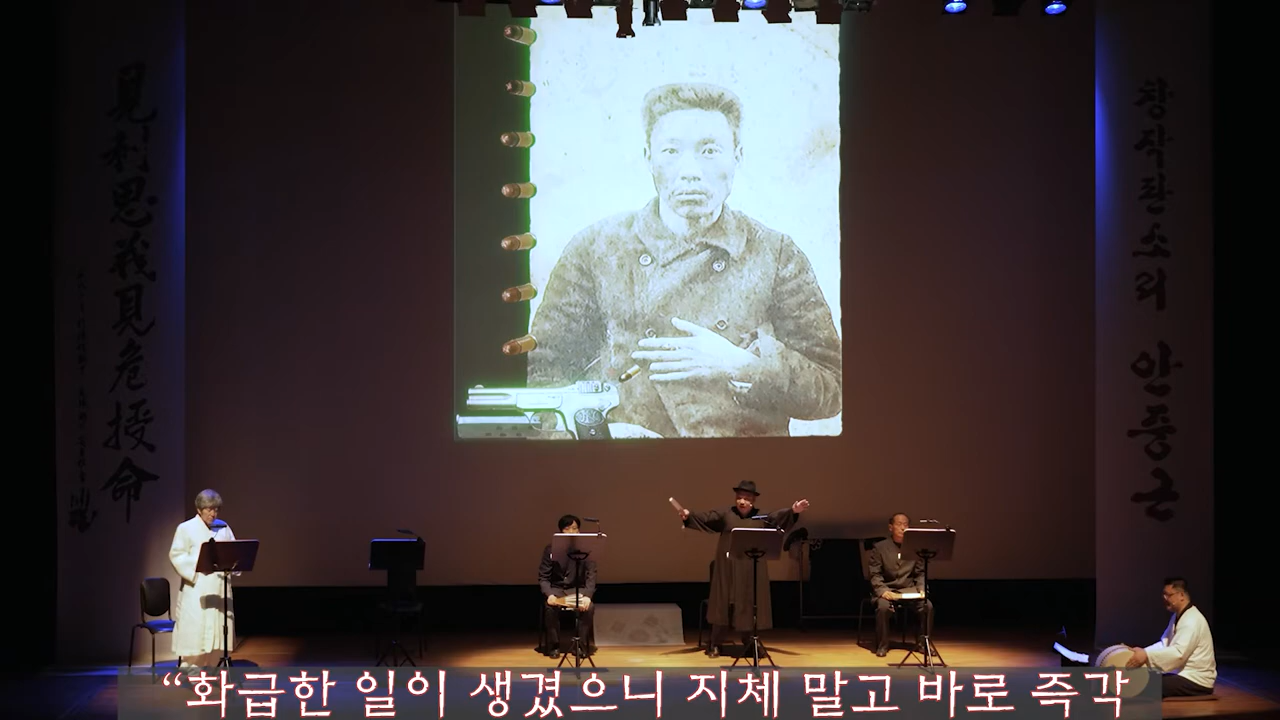 見利思義見危授命
창작판소리 안중근
“화급한 일이 생겼으니 지체 말고 바로 즉각